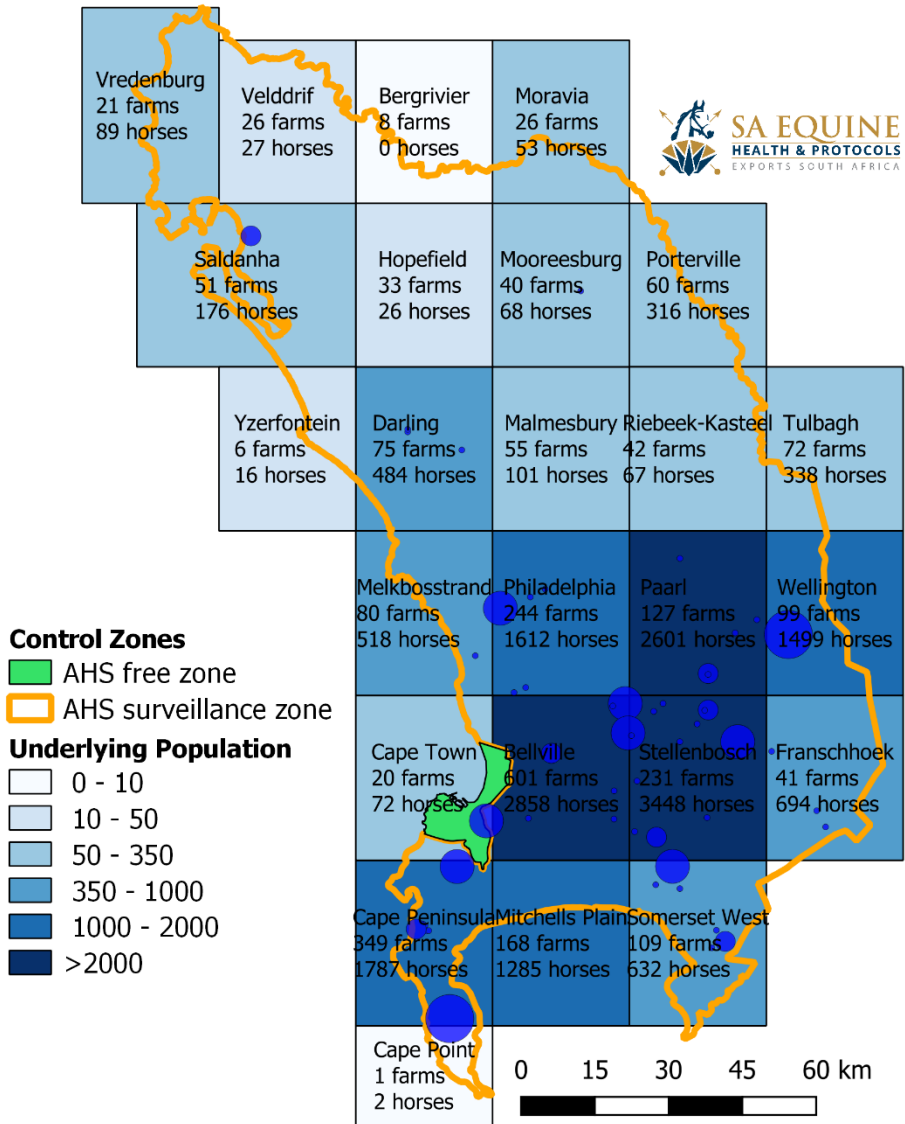 Vredenburg
21 farms
89 horses
Velddrif
26 farms
27 horses
Bergrivier
8 farms
0 horses
Moravia
26 farms
53 horses
SA EQUINE
HEALTH & PROTOCOLS
EXPORTS SOUTH AFRICA
Saldanha
51 farms
176 horses
Hopefield
33 farms
26 horses
Mooreesburg
40 farms
68 horses
Porterville
60 farms
316 horses
Yzerfontein
6 farms
16 horses
Darling
75 farms
484 horses
Malmesbury
55 farms
101 horses
Riebeek-Kasteel
42 farms
67 horses
Tulbagh
72 farms
338 horses
Melkbosstrand
80 farms
518 horses
Philadelphia
244 farms
1612 horses
Paarl
127 farms
2601 horses
Wellington
99 farms
1499 horses
Control Zones
AHS free zone
AHS surveillance zone
Underlying Population
0 - 10
10 - 50
50 - 350
350 - 1000
1000 - 2000
>2000
Cape Town
20 farms
72 horses
Bellville
601 farms
2858 horses
Stellenbosch
231 farms
3448 horses
Franschhoek
41 farms
694 horses
Cape Peninsula
349 farms
1787 horses
Mitchells Plain
168 farms
1285 horses
Somerset West
109 farms
632 horses
Cape Point
1 farms
2 horses
0 15 30 45 60 km